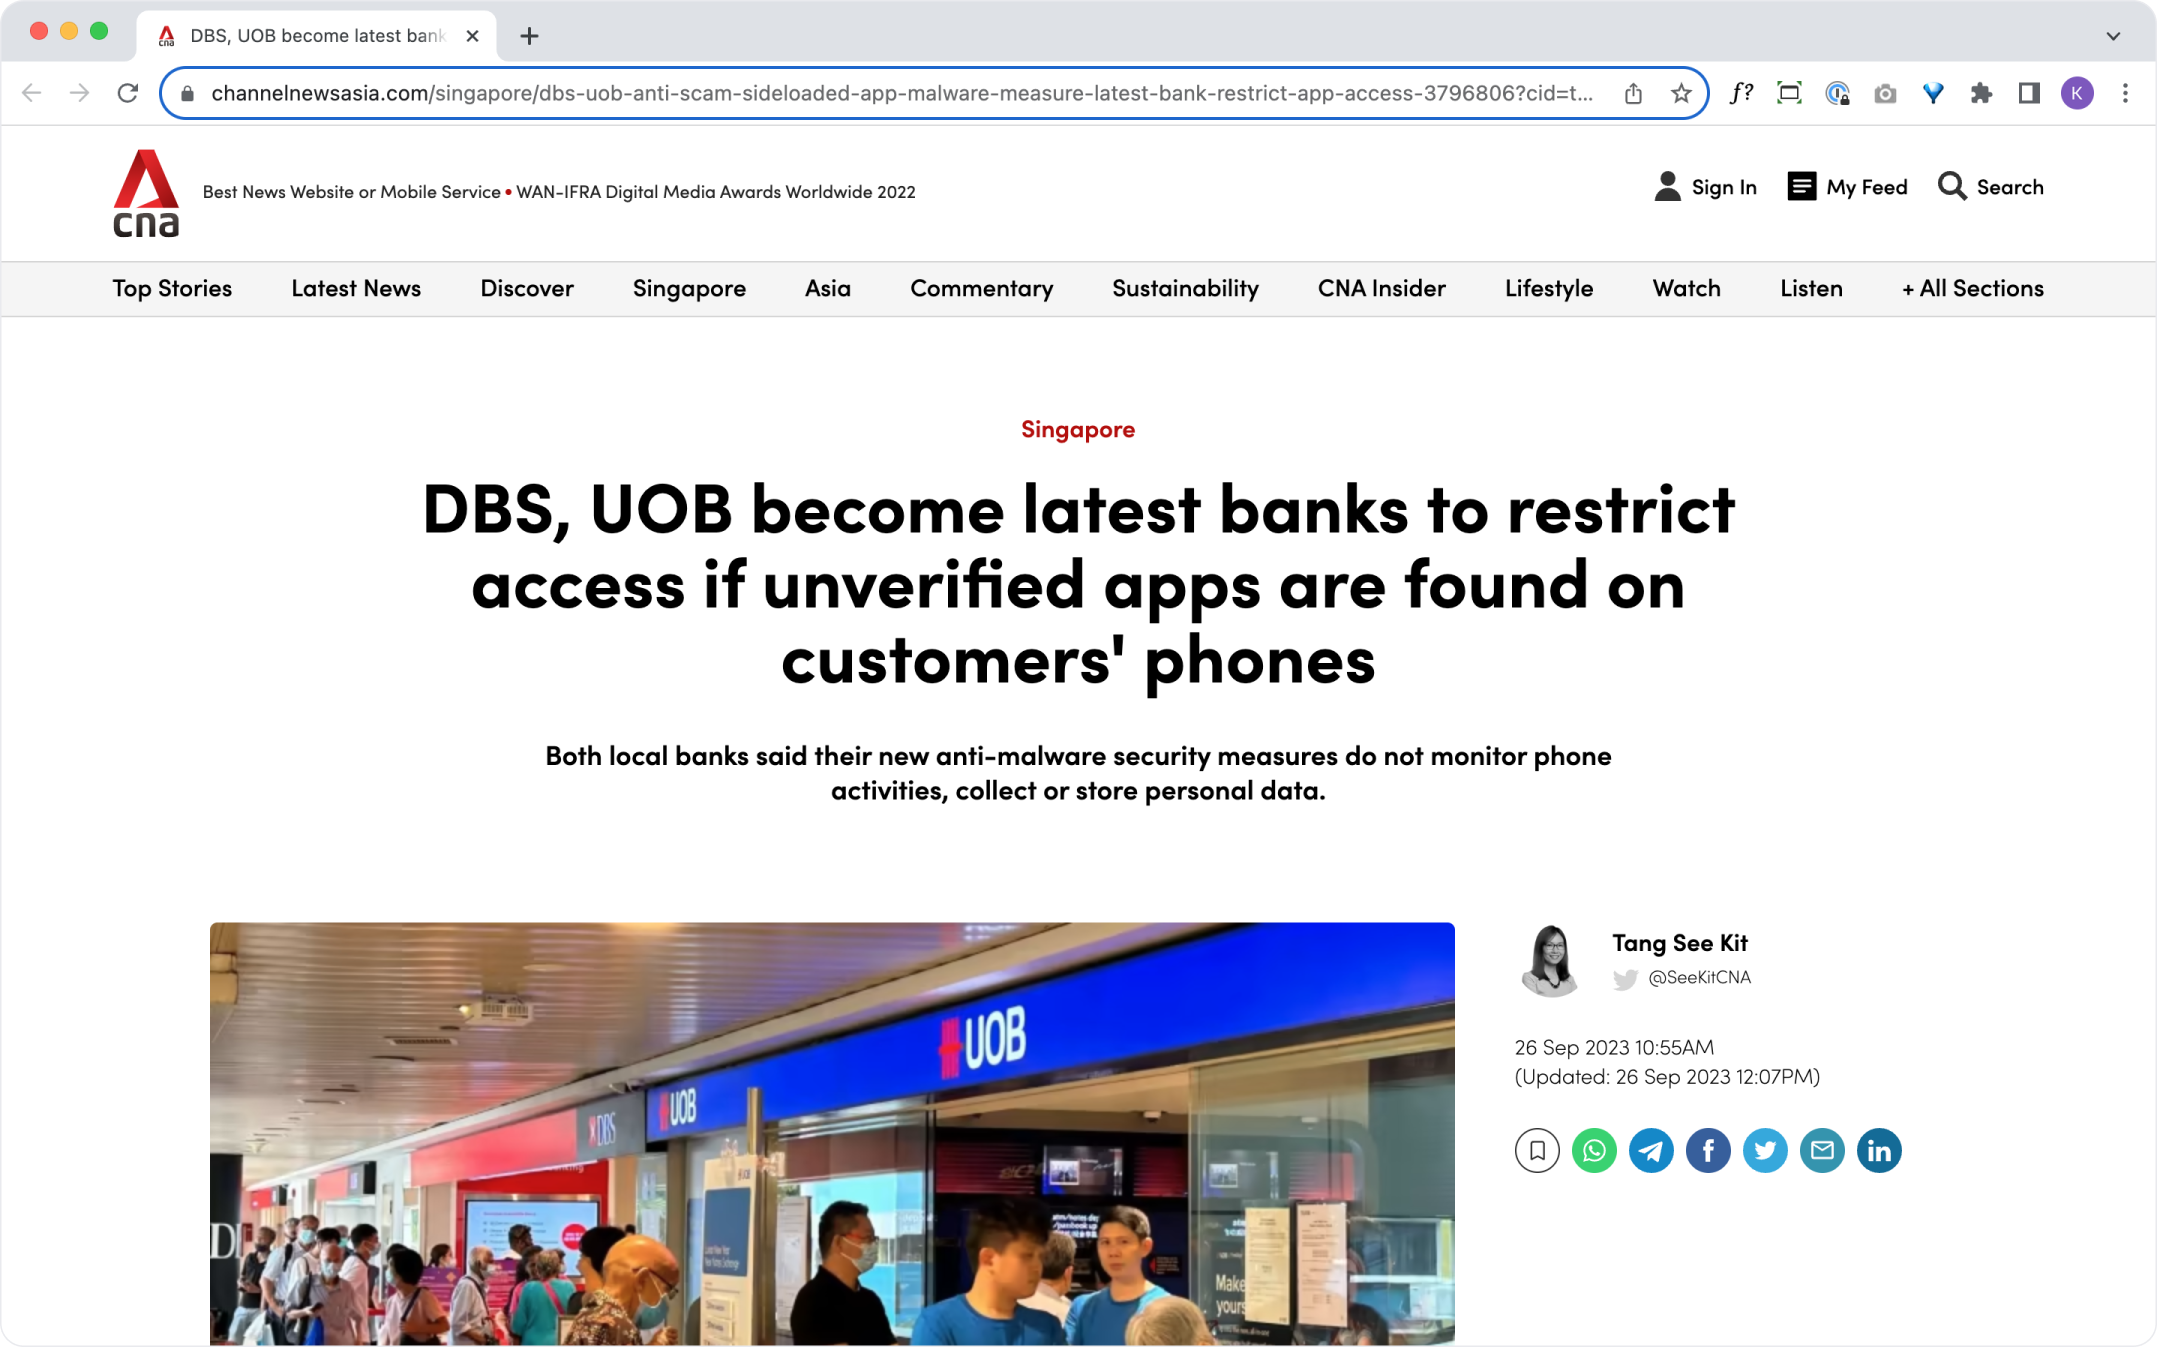 DBS, UOB become latest bank
channelnewsasia.com/singapore/dbs-uob-anti-scam-sideloaded-app-malware-measure-latest-bank-restrict-app-access-3796806?cid=t...
f?
K
cna
Best News Website or Mobile Service • WAN-IFRA Digital Media Awards Worldwide 2022
Sign In
My Feed
Search
Top Stories
Latest News
Discover
Singapore
Asia
Commentary
Sustainability
CNA Insider
Lifestyle
Watch
Listen
+ All Sections
Singapore
DBS, UOB become latest banks to restrict
access if unverified apps are found on
customers' phones
Both local banks said their new anti-malware security measures do not monitor phone
activities, collect or store personal data.
Tang See Kit
@SeeKitCNA
26 Sep 2023 10:55AM
(Updated: 26 Sep 2023 12:07PM)
UOB
UOB
DBS
Make
yours